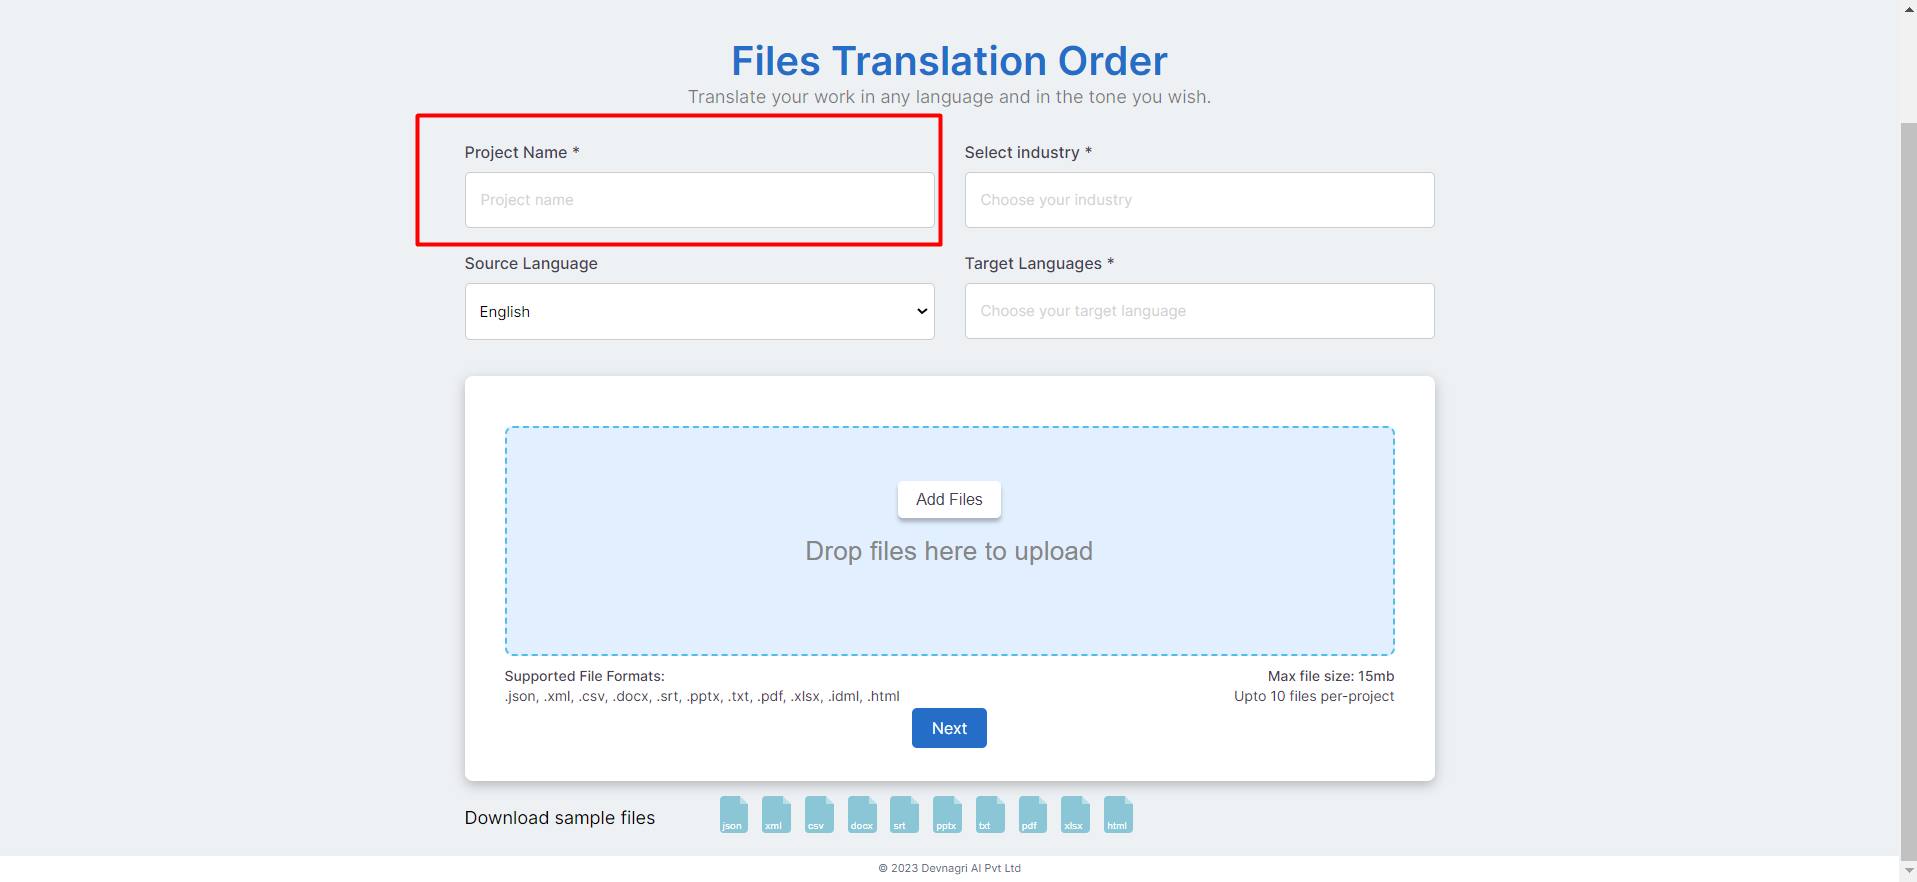 Files Translation Order
Translate your work in any language and in the tone you wish.
Project Name *
Select industry *
Project name
Choose your industry
Source Language
Target Languages *
English
Choose your target language
Add Files
Drop files here to upload
Supported File Formats:
Max file size: 15mb
.json, .xml, .csv, .docx, .srt, .pptx, .txt, .pdf, .xlsx, .idml, .html
Upto 10 files per-project
Next
Download sample files
json xml csv docx srt pptx txt pdf xlsx html
© 2023 Devnagri AI Pvt Ltd